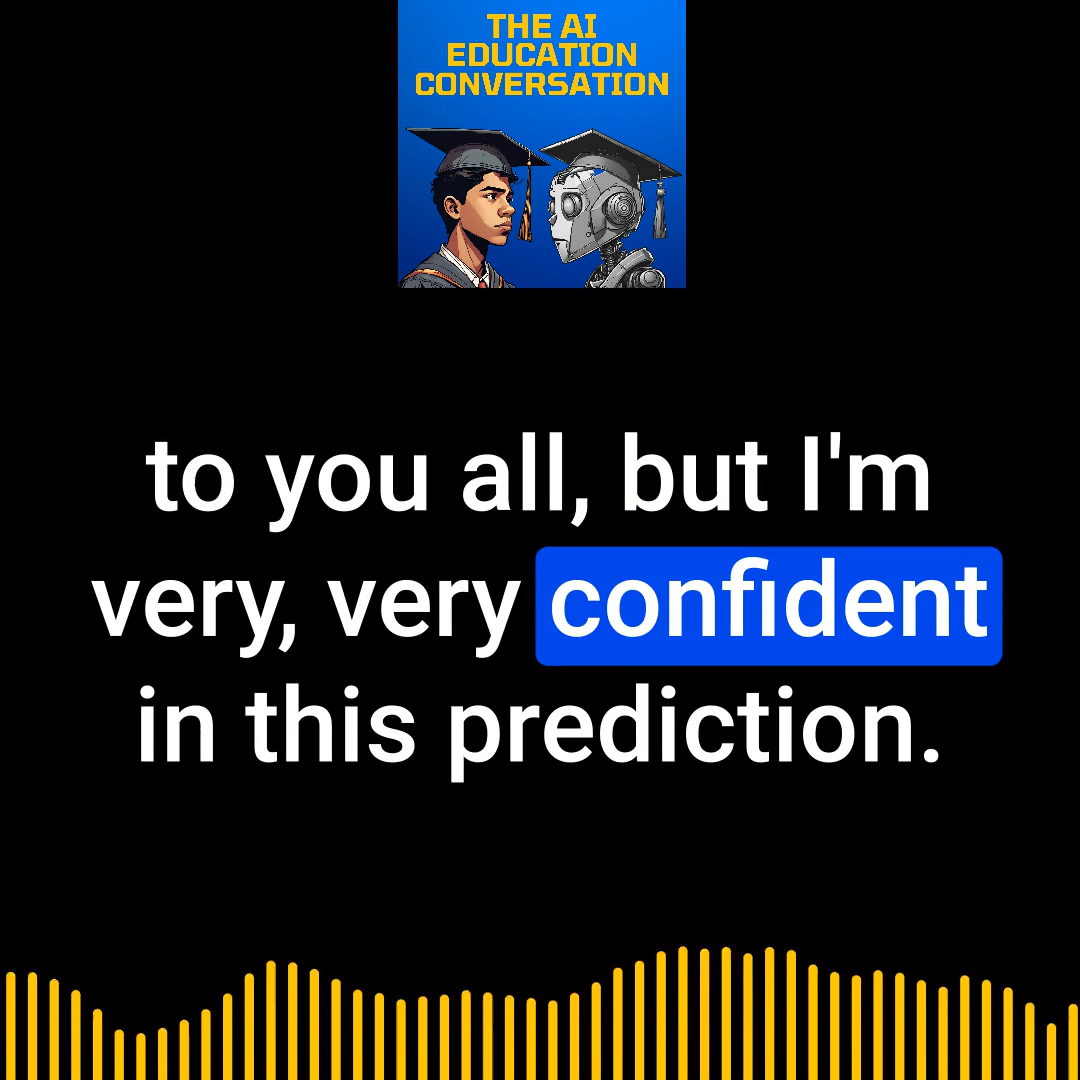 THE AI
EDUCATION
CONVERSATION
to you all, but I'm
very, very confident
in this prediction.